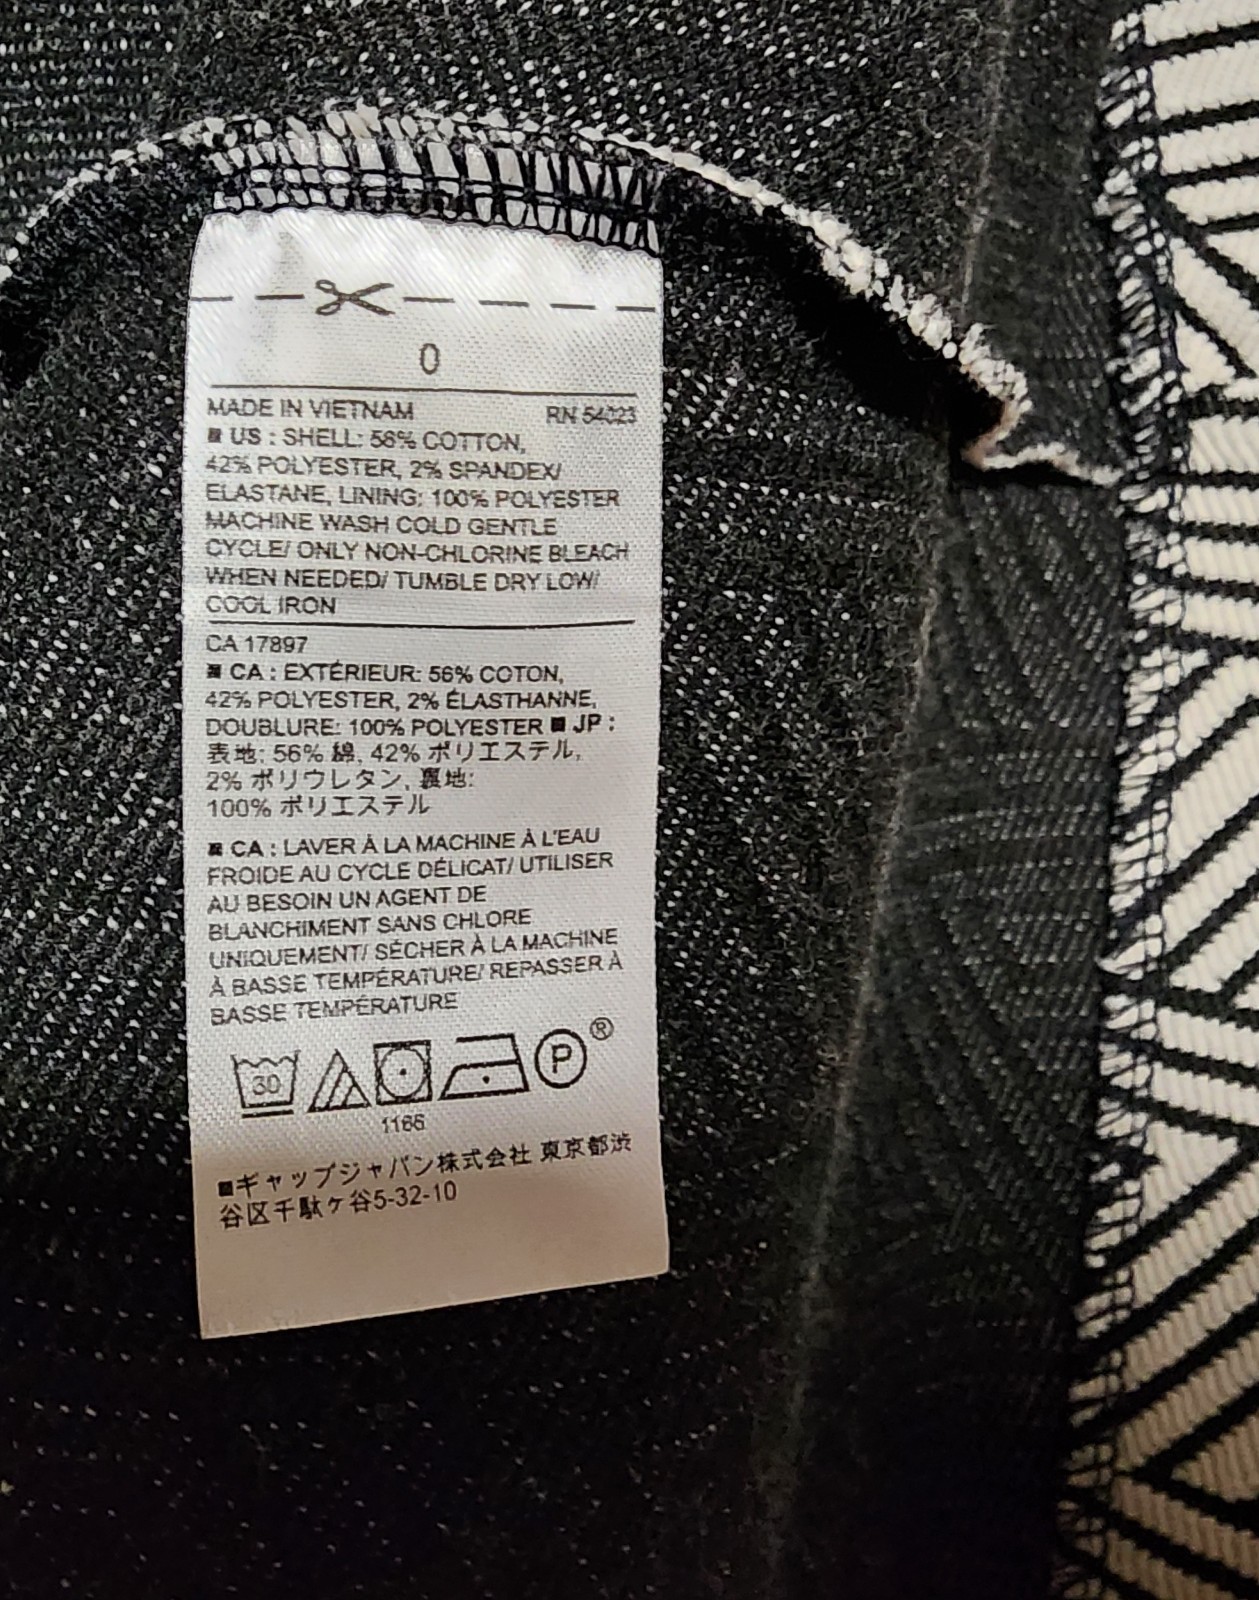 0
MADE IN VIETNAM RN 54023
US : SHELL: 56% COTTON,
42% POLYESTER, 2% SPANDEX/
ELASTANE, LINING: 100% POLYESTER
MACHINE WASH COLD GENTLE
CYCLE/ ONLY NON-CHLORINE BLEACH
WHEN NEEDED/ TUMBLE DRY LOW/
COOL IRON
CA 17897
CA : EXTÉRIEUR: 56% COTON,
42% POLYESTER, 2% ÉLASTHANNE,
DOUBLURE: 100% POLYESTER ■ JP :
表地: 56% 綿, 42% ポリエステル,
2% ポリウレタン, 裏地:
100% ポリエステル
CA : LAVER À LA MACHINE À L'EAU
FROIDE AU CYCLE DÉLICAT/ UTILISER
AU BESOIN UN AGENT DE
BLANCHIMENT SANS CHLORE
UNIQUEMENT/ SÉCHER À LA MACHINE
À BASSE TEMPÉRATURE/ REPASSER À
BASSE TEMPÉRATURE
30 P ®
1166
■ギャップジャパン株式会社 東京都渋
谷区千駄ヶ谷5-32-10